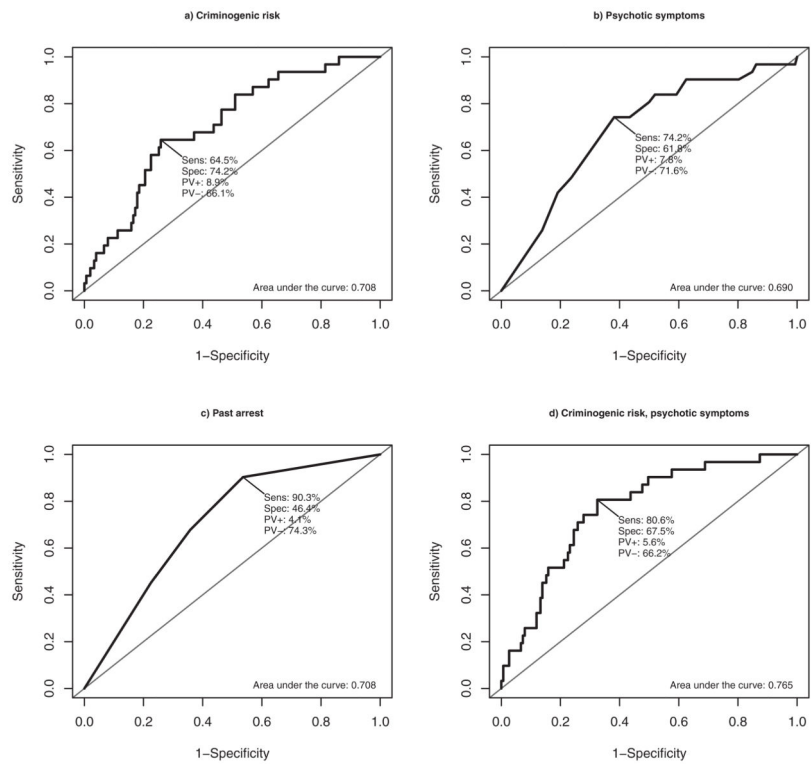 a) Criminogenic risk
Sensitivity
0.0 0.2 0.4 0.6 0.8 1.0
Sens: 64.5%
Spec: 74.2%
PV+: 8.9%
PV−: 66.1%
Area under the curve: 0.708
0.0 0.2 0.4 0.6 0.8 1.0
1−Specificity
b) Psychotic symptoms
Sensitivity
0.0 0.2 0.4 0.6 0.8 1.0
Sens: 74.2%
Spec: 61.8%
PV+: 7.8%
PV−: 71.6%
Area under the curve: 0.690
0.0 0.2 0.4 0.6 0.8 1.0
1−Specificity
c) Past arrest
Sensitivity
0.0 0.2 0.4 0.6 0.8 1.0
Sens: 90.3%
Spec: 46.4%
PV+: 4.1%
PV−: 74.3%
Area under the curve: 0.708
0.0 0.2 0.4 0.6 0.8 1.0
1−Specificity
d) Criminogenic risk, psychotic symptoms
Sensitivity
0.0 0.2 0.4 0.6 0.8 1.0
Sens: 80.6%
Spec: 67.5%
PV+: 5.6%
PV−: 66.2%
Area under the curve: 0.765
0.0 0.2 0.4 0.6 0.8 1.0
1−Specificity